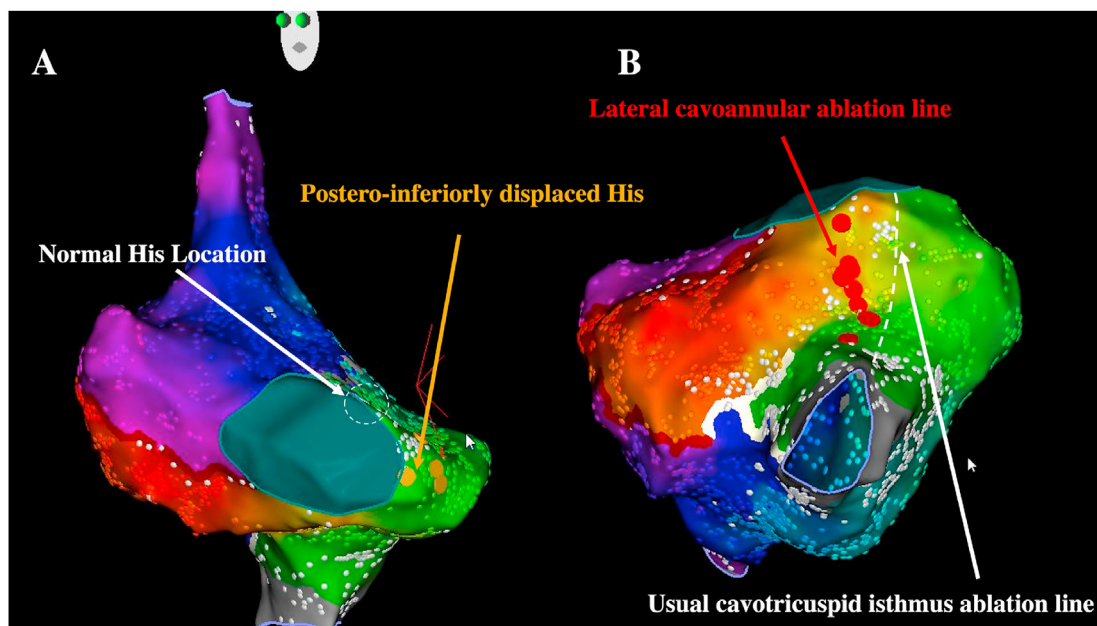 A
B
Lateral cavoannular ablation line
Postero-inferiorly displaced His
Normal His Location
Usual cavotricuspid isthmus ablation line